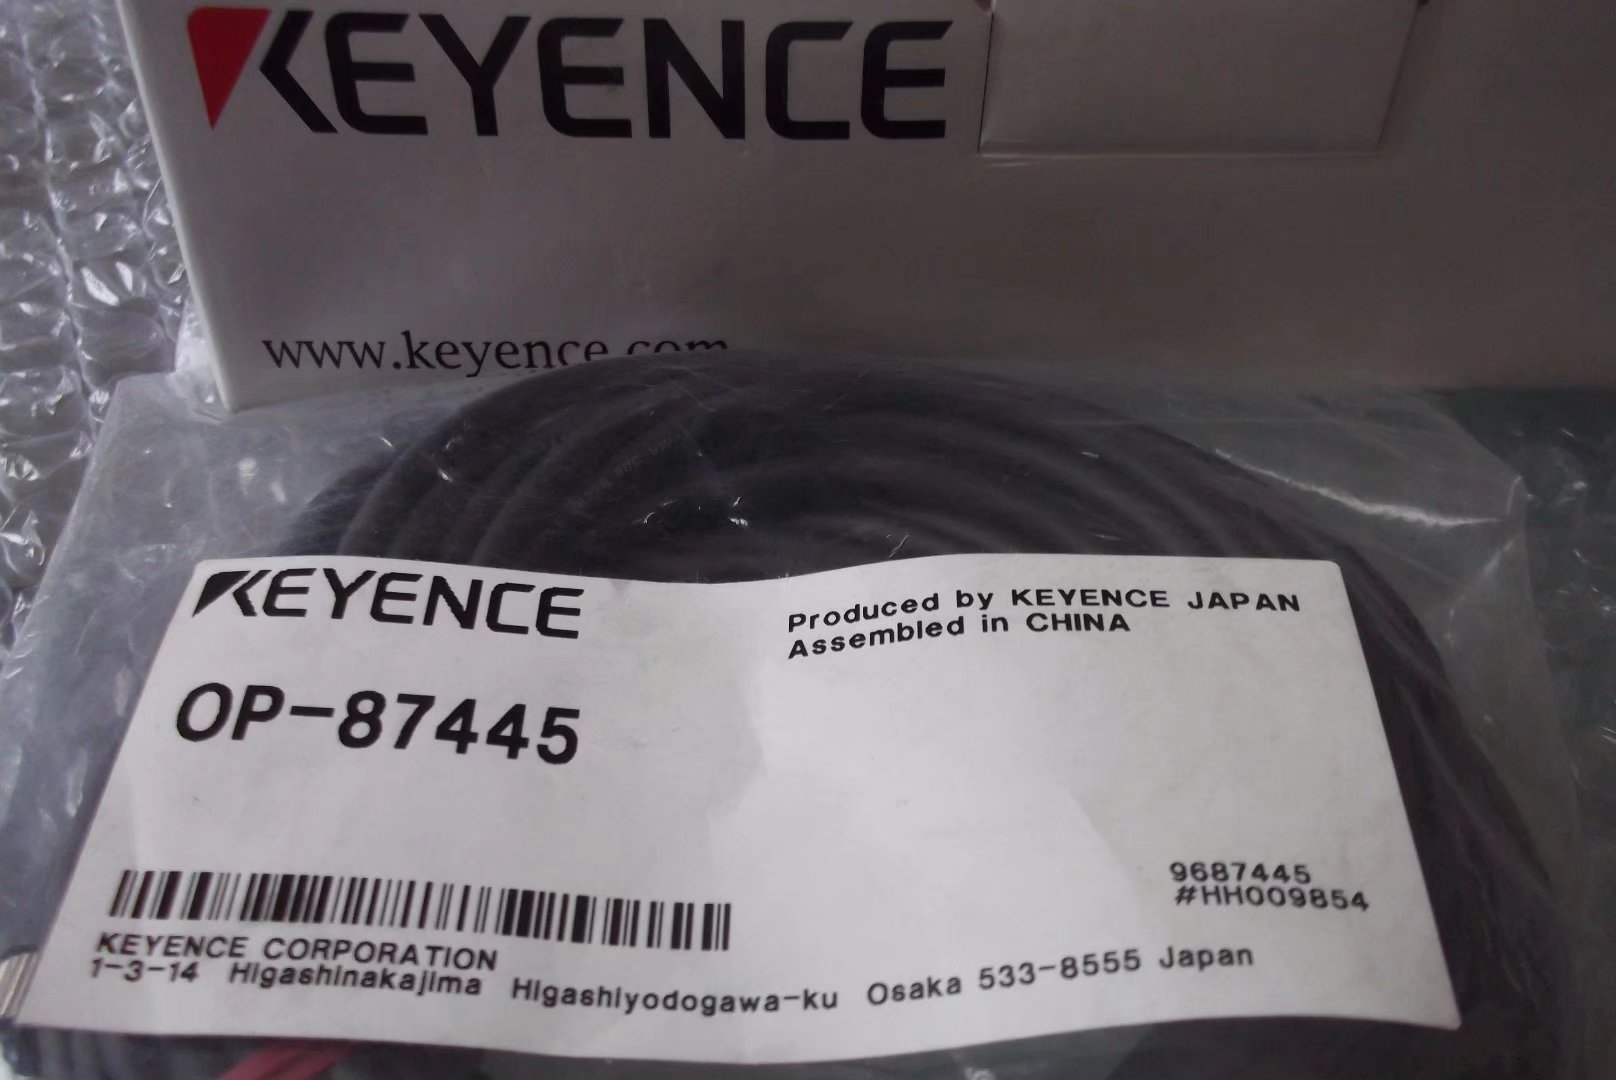 KEYENCE
www.keyence.com
KEYENCE
Produced by KEYENCE JAPAN
Assembled in CHINA
OP-87445
9687445
#HH009854
KEYENCE CORPORATION
1-3-14 Higashinakajima Higashiyodogawa-ku Osaka 533-8555 Japan